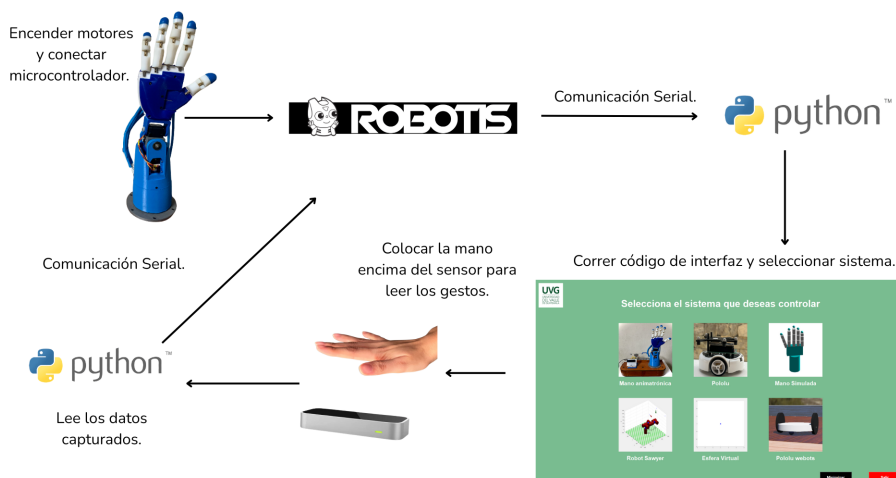 Encender motores
y conectar
microcontrolador.
ROBOTIS
Comunicación Serial.
python™
Comunicación Serial.
Colocar la mano
encima del sensor para
leer los gestos.
Correr código de interfaz y seleccionar sistema.
python™
Lee los datos
capturados.
UVG
Selecciona el sistema que deseas controlar
Mano animatrónica
Pololu
Mano Simulada
Robot Sawyer
Esfera Virtual
Pololu webots